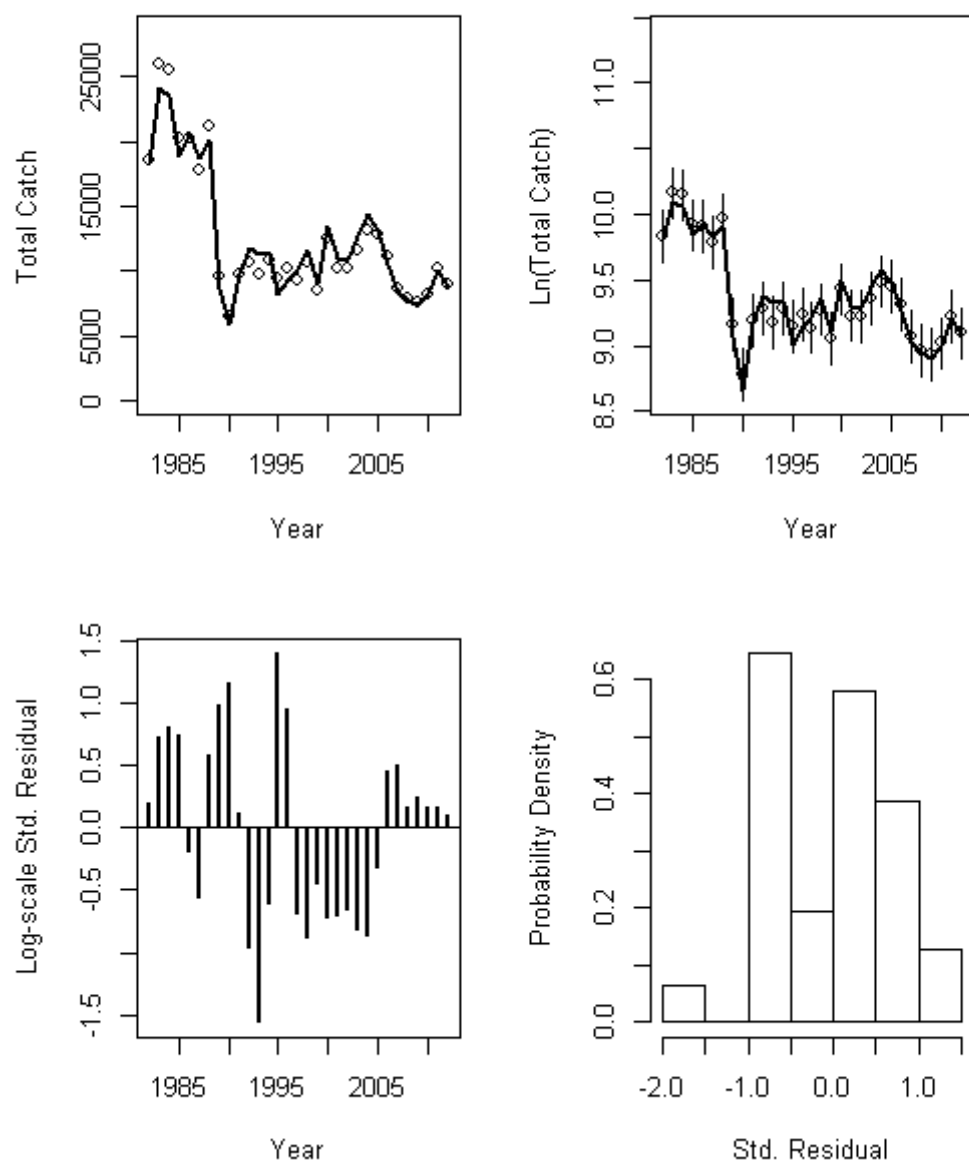 Total Catch
25000
15000
5000
0
1985 1995 2005
Year
Ln(Total Catch)
11.0
10.0
9.5
9.0
8.5
1985 1995 2005
Year
Log-scale Std. Residual
1.5
1.0
0.5
0.0
-0.5
-1.5
1985 1995 2005
Year
Probability Density
0.6
0.4
0.2
0.0
-2.0 -1.0 0.0 1.0
Std. Residual